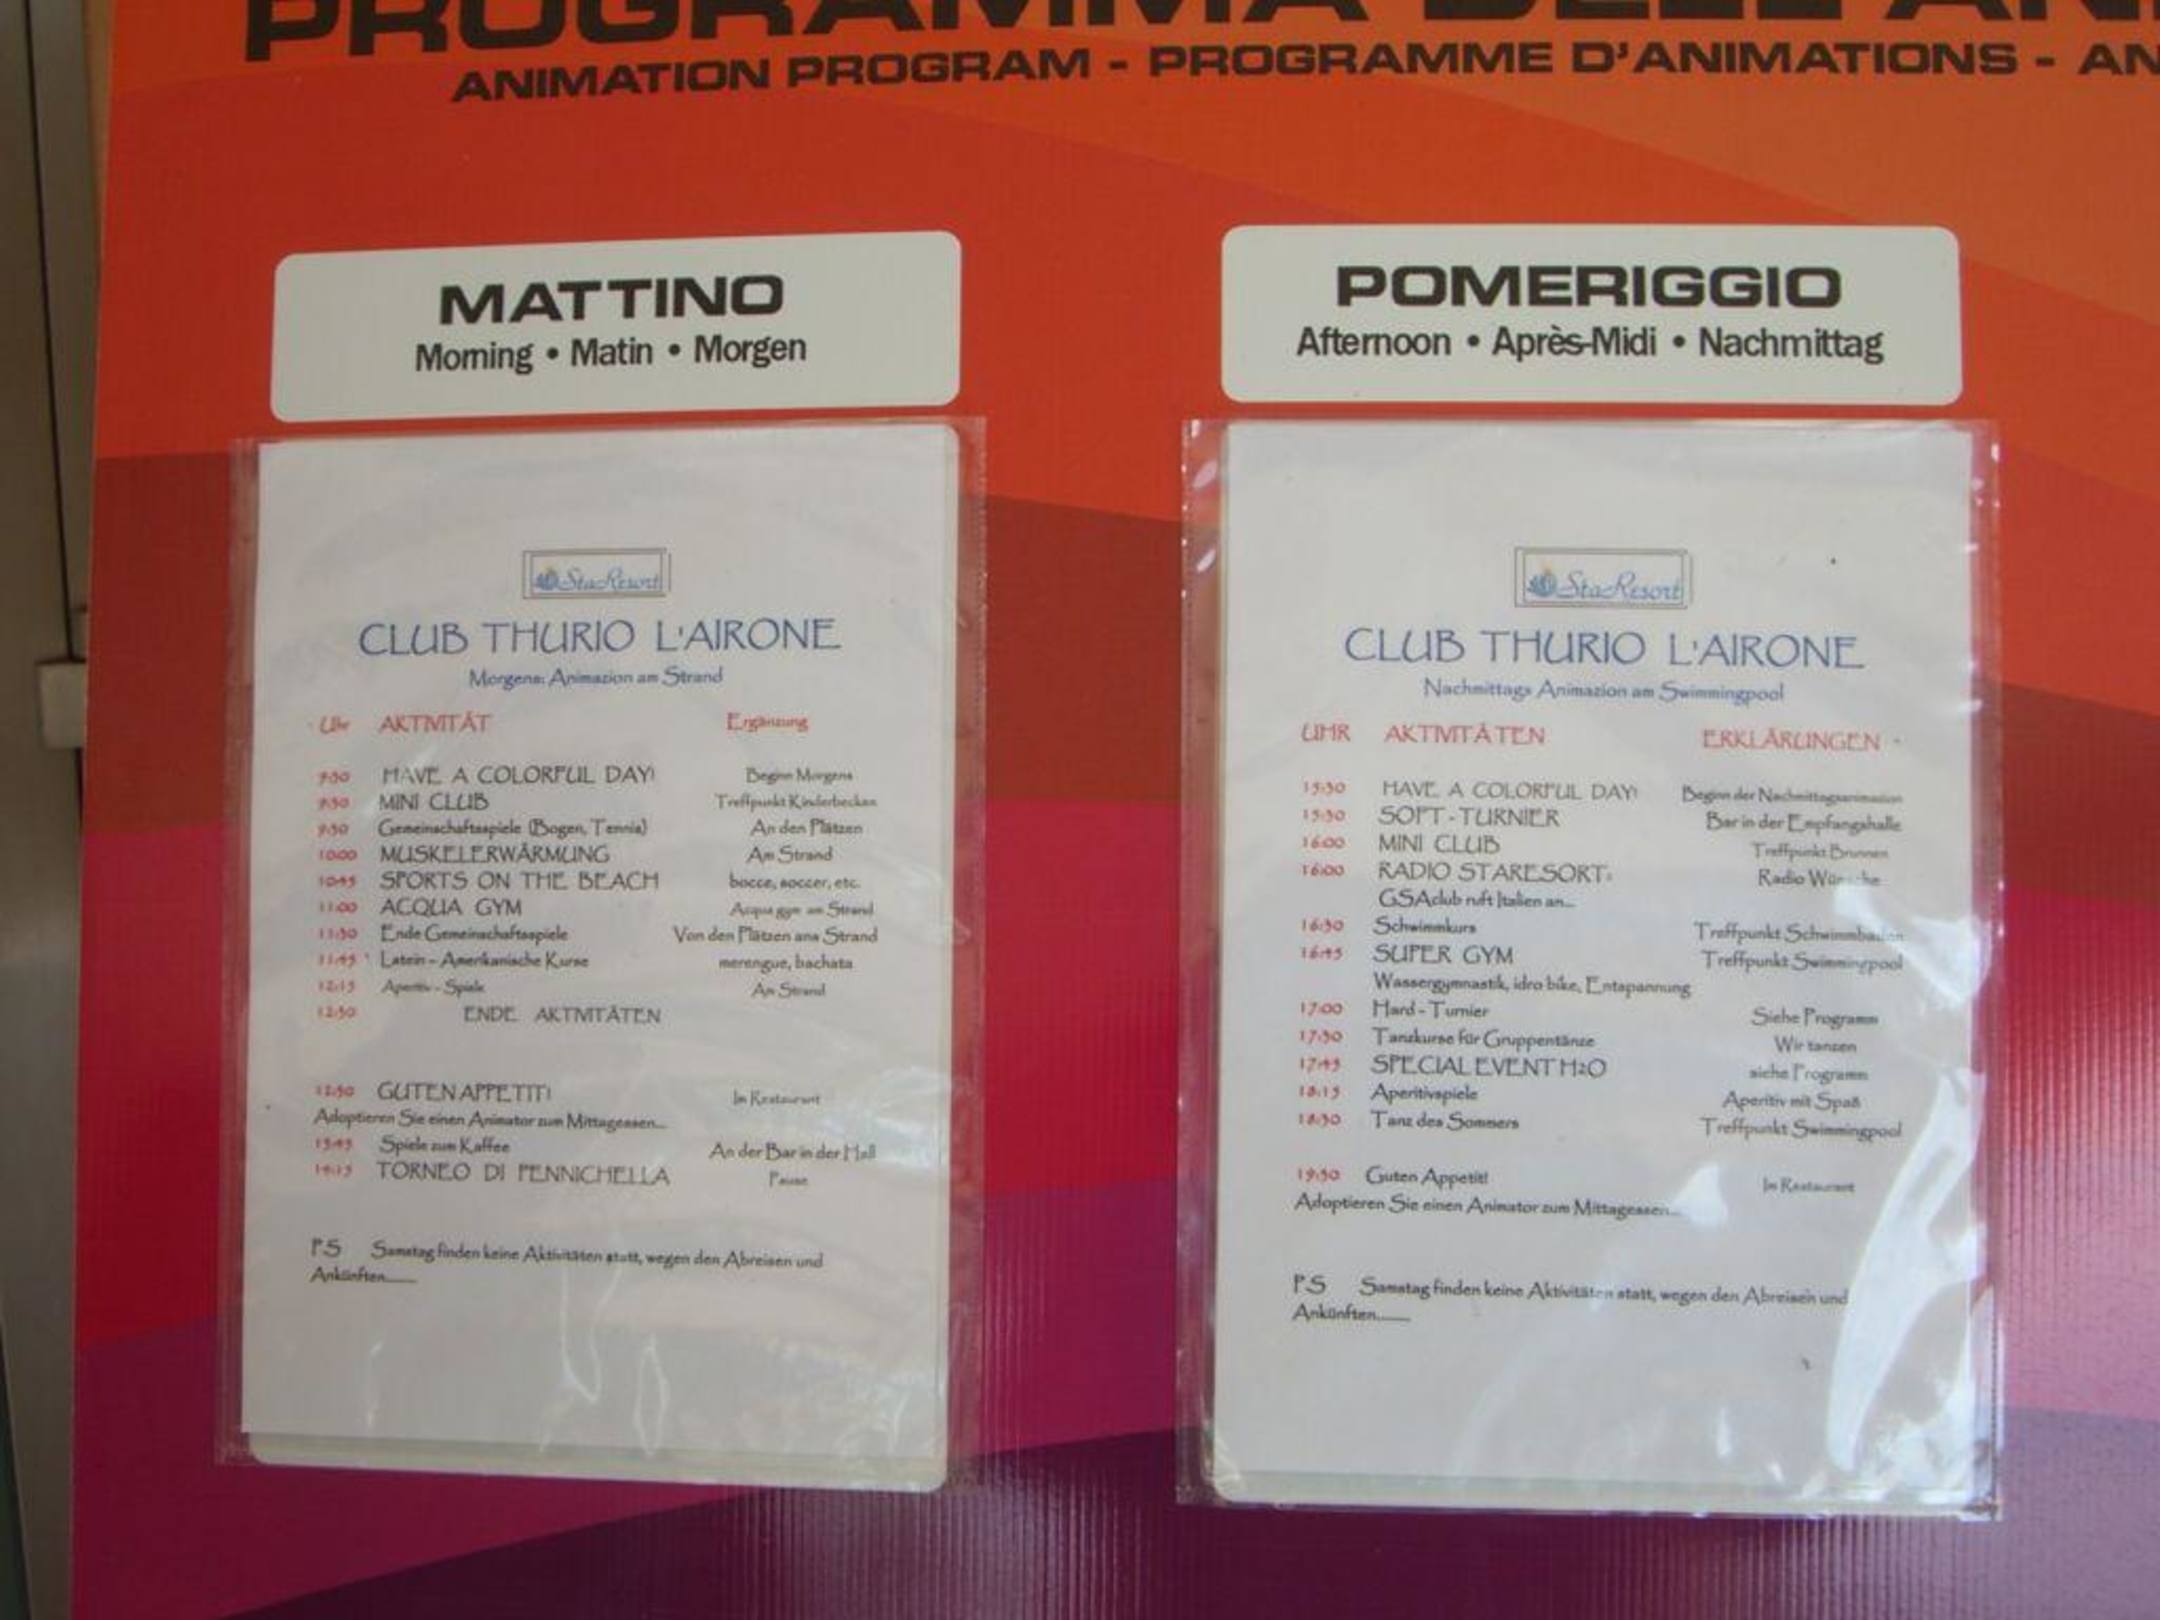 PROGRAMMA DELL'AN
ANIMATION PROGRAM - PROGRAMME D'ANIMATIONS - AN
MATTINO
Morning • Matin • Morgen
StaResort
CLUB THURIO L'AIRONE
Morgens: Animazion am Strand
Uhr AKTIVITÄT Ergänzung
9:30 HAVE A COLORFUL DAY! Beginn Morgens
9:30 MINI CLUB Treffpunkt Kinderbecken
9:30 Gemeinschaftsspiele (Bogen, Tennis) An den Plätzen
10:00 MUSKELERWÄRMUNG Am Strand
10:45 SPORTS ON THE BEACH bocce, soccer, etc.
11:00 ACQUA GYM Acqua gym am Strand
11:30 Ende Gemeinschaftsspiele Von den Plätzen ans Strand
11:45 Latein - Amerikanische Kurse merengue, bachata
12:15 Aperitiv - Spiele Am Strand
12:30 ENDE AKTIVITÄTEN
12:30 GUTEN APPETIT! Im Restaurant
Adoptieren Sie einen Animator zum Mittagessen...
13:45 Spiele zum Kaffee An der Bar in der Hall
14:15 TORNEO DI PENNICHELLA Pause
PS Samstag finden keine Aktivitäten statt, wegen den Abreisen und
Ankünften........
POMERIGGIO
Afternoon • Après-Midi • Nachmittag
StaResort
CLUB THURIO L'AIRONE
Nachmittags Animazion am Swimmingpool
UHR AKTIVITÄTEN ERKLÄRUNGEN
15:30 HAVE A COLORFUL DAY! Beginn der Nachmittagsanimazion
15:30 SOFT - TURNIER Bar in der Empfangshalle
16:00 MINI CLUB Treffpunkt Brunnen
16:00 RADIO STARESORT: Radio Wünsche
GSAclub ruft Italien an...
16:30 Schwimmkurs Treffpunkt
16:45 SUPER GYM Treffpunkt Swimmingpool
Wassergymnastik, idro bike, Entspannung
17:00 Hard - Turnier Siehe Programm
17:30 Tanzkurse für Gruppentänze Wir tanzen
17:45 SPECIAL EVENT H2O siehe Programm
18:15 Aperitivspiele Aperitiv mit Spaß
18:30 Tanz des Sommers Treffpunkt Swimmingpool
19:30 Guten Appetit! Im Restaurant
Adoptieren Sie einen Animator zum Mittagessen...
PS Samstag finden keine Aktivitäten statt, wegen den Abreisen und
Ankünften........